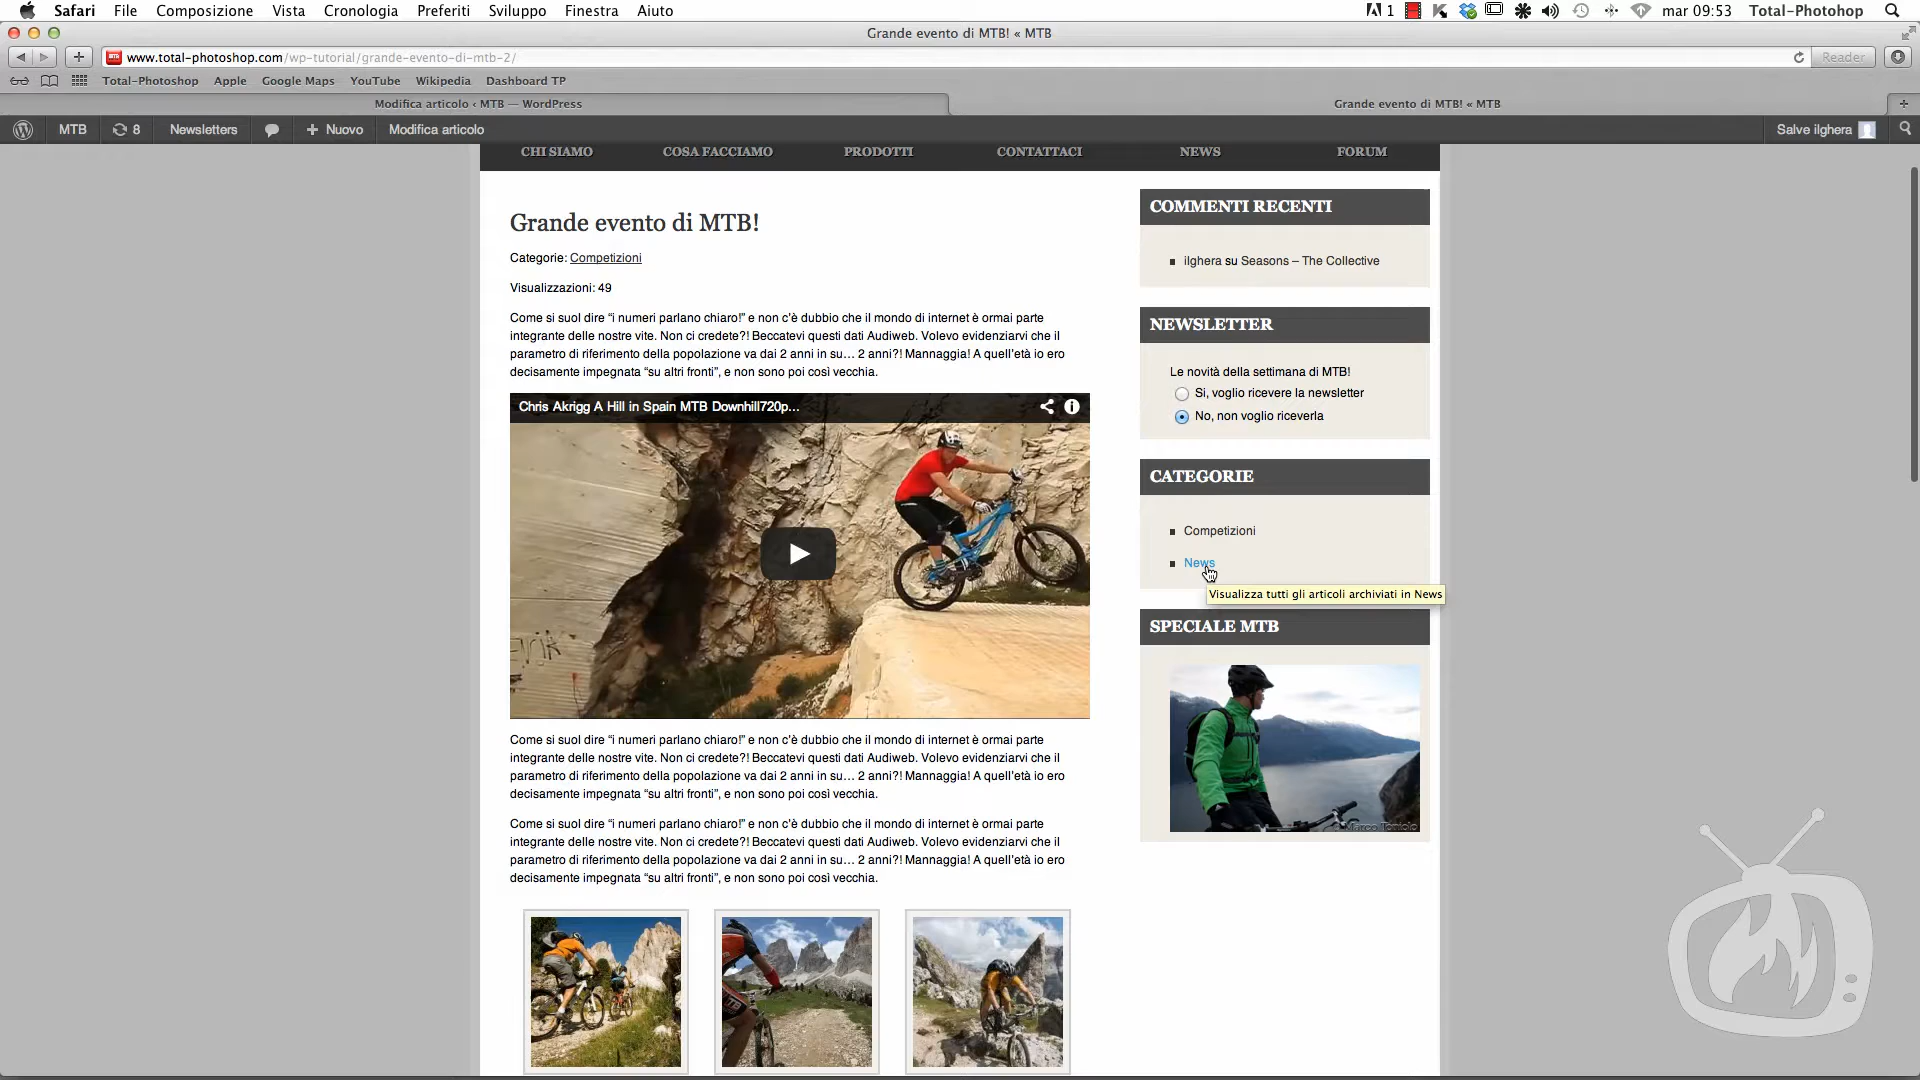 Safari File Composizione Vista Cronologia Preferiti Sviluppo Finestra Aiuto 1 mar 09:53 Total-Photohop
Grande evento di MTB! « MTB
www.total-photoshop.com/wp-tutorial/grande-evento-di-mtb-2/ Reader
Total-Photoshop Apple Google Maps YouTube Wikipedia Dashboard TP
Modifica articolo ‹ MTB — WordPress Grande evento di MTB! « MTB
MTB 8 Newsletters Nuovo Modifica articolo Salve ilghera
CHI SIAMO COSA FACCIAMO PRODOTTI CONTATTACI NEWS FORUM
Grande evento di MTB!
Categorie: Competizioni
Visualizzazioni: 49
Come si suol dire “i numeri parlano chiaro!” e non c’è dubbio che il mondo di internet è ormai parte
integrante delle nostre vite. Non ci credete?! Beccatevi questi dati Audiweb. Volevo evidenziarvi che il
parametro di riferimento della popolazione va dai 2 anni in su… 2 anni?! Mannaggia! A quell’età io ero
decisamente impegnata “su altri fronti”, e non sono poi così vecchia.
Chris Akrigg A Hill in Spain MTB Downhill720p...
Come si suol dire “i numeri parlano chiaro!” e non c’è dubbio che il mondo di internet è ormai parte
integrante delle nostre vite. Non ci credete?! Beccatevi questi dati Audiweb. Volevo evidenziarvi che il
parametro di riferimento della popolazione va dai 2 anni in su… 2 anni?! Mannaggia! A quell’età io ero
decisamente impegnata “su altri fronti”, e non sono poi così vecchia.
Come si suol dire “i numeri parlano chiaro!” e non c’è dubbio che il mondo di internet è ormai parte
integrante delle nostre vite. Non ci credete?! Beccatevi questi dati Audiweb. Volevo evidenziarvi che il
parametro di riferimento della popolazione va dai 2 anni in su… 2 anni?! Mannaggia! A quell’età io ero
decisamente impegnata “su altri fronti”, e non sono poi così vecchia.
COMMENTI RECENTI
ilghera su Seasons – The Collective
NEWSLETTER
Le novità della settimana di MTB!
Si, voglio ricevere la newsletter
No, non voglio riceverla
CATEGORIE
Competizioni
News
Visualizza tutti gli articoli archiviati in News
SPECIALE MTB